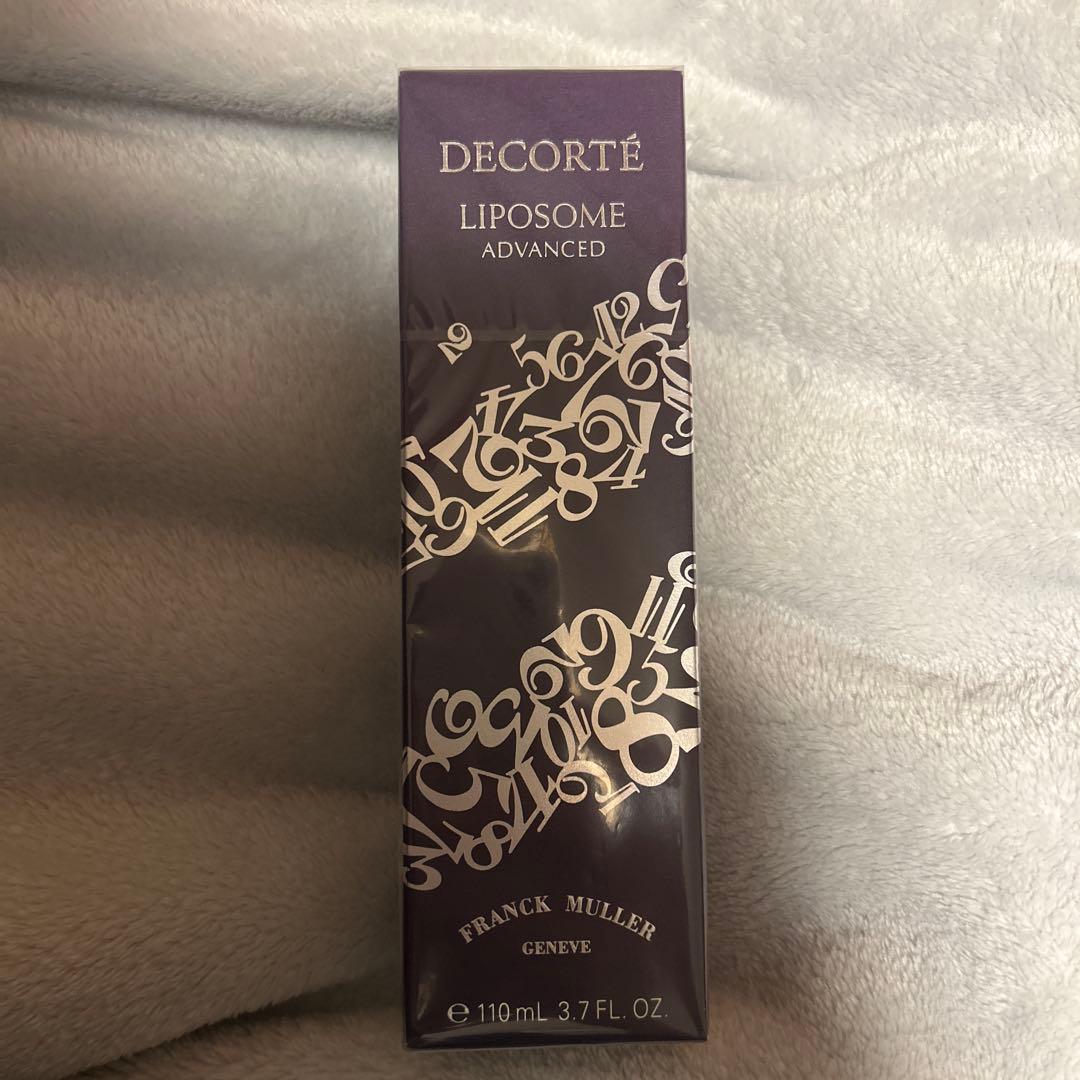 DECORTÉ
LIPOSOME
ADVANCED
FRANCK MULLER
GENEVE
℮ 110 mL 3.7 FL. OZ.